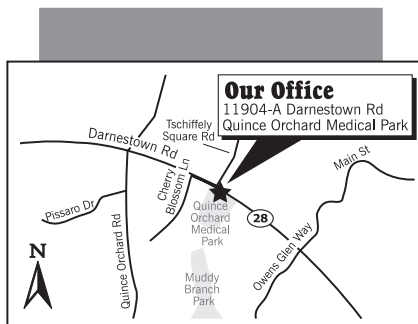 Our Office
11904-A Darnestown Rd
Quince Orchard Medical Park
Tschiffely
Square Rd
Darnestown Rd
Main St
Cherry
Blossom Ln
Pissaro Dr
Quince
Orchard
Medical
Park
28
Quince Orchard Rd
Owens Glen Way
N
Muddy
Branch
Park